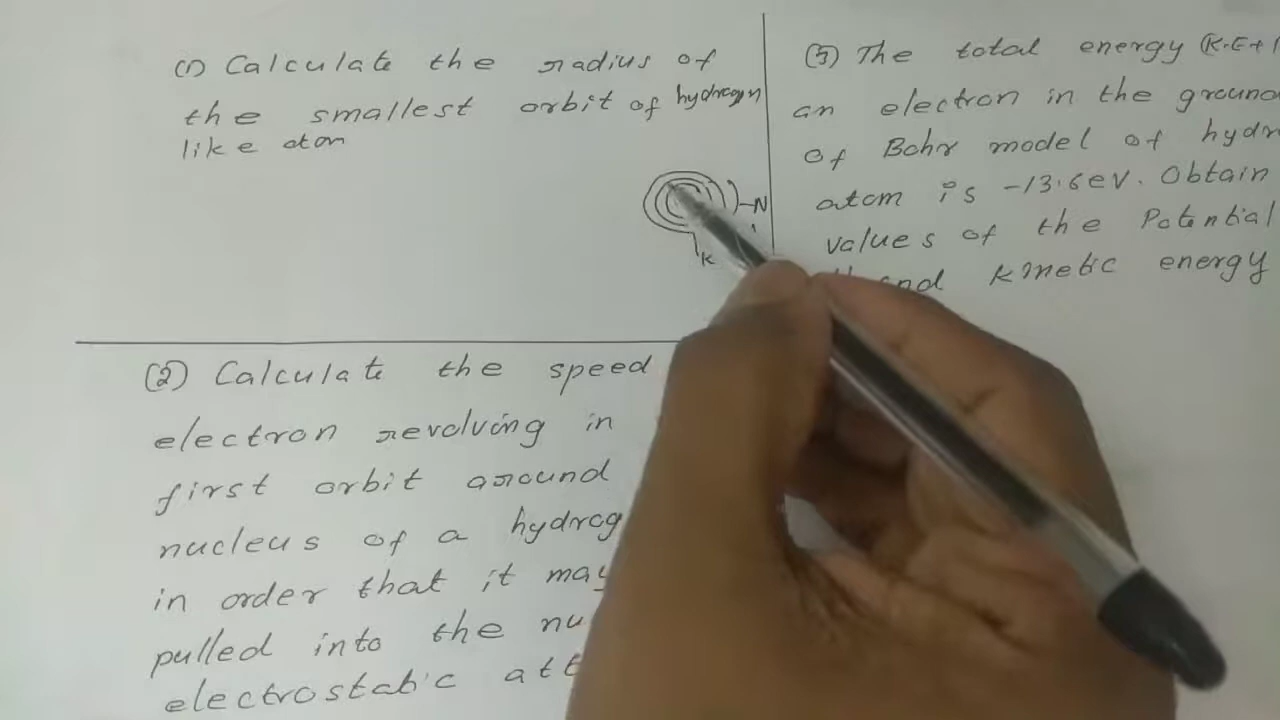 (1) Calculate the radius of
the smallest orbit of hydrogen
like atom
N
K
(2) Calculate the speed
electron revolving in
first orbit around
nucleus of a hydrog
in order that it may
pulled into the nu
electrostatic att
(3) The total energy (K.E+
an electron in the ground
of Bohr model of hydr
atom is -13.6eV. Obtain
values of the Potential
and kinetic energy